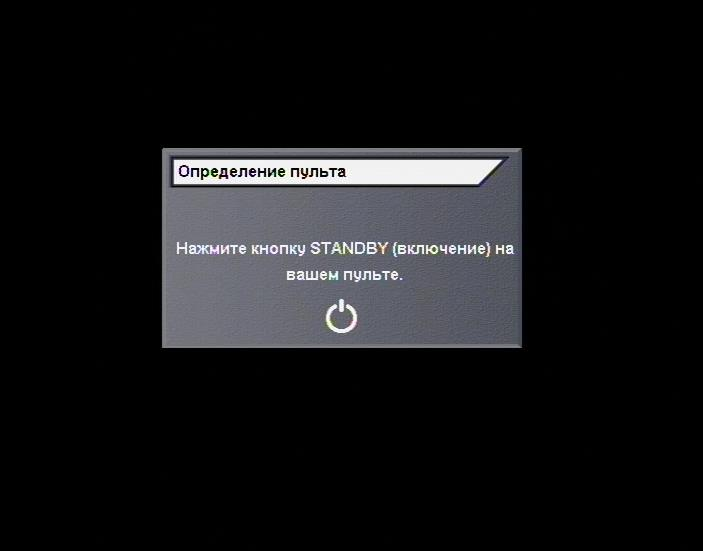 Определение пульта
Нажмите кнопку STANDBY (включение) на
вашем пульте.